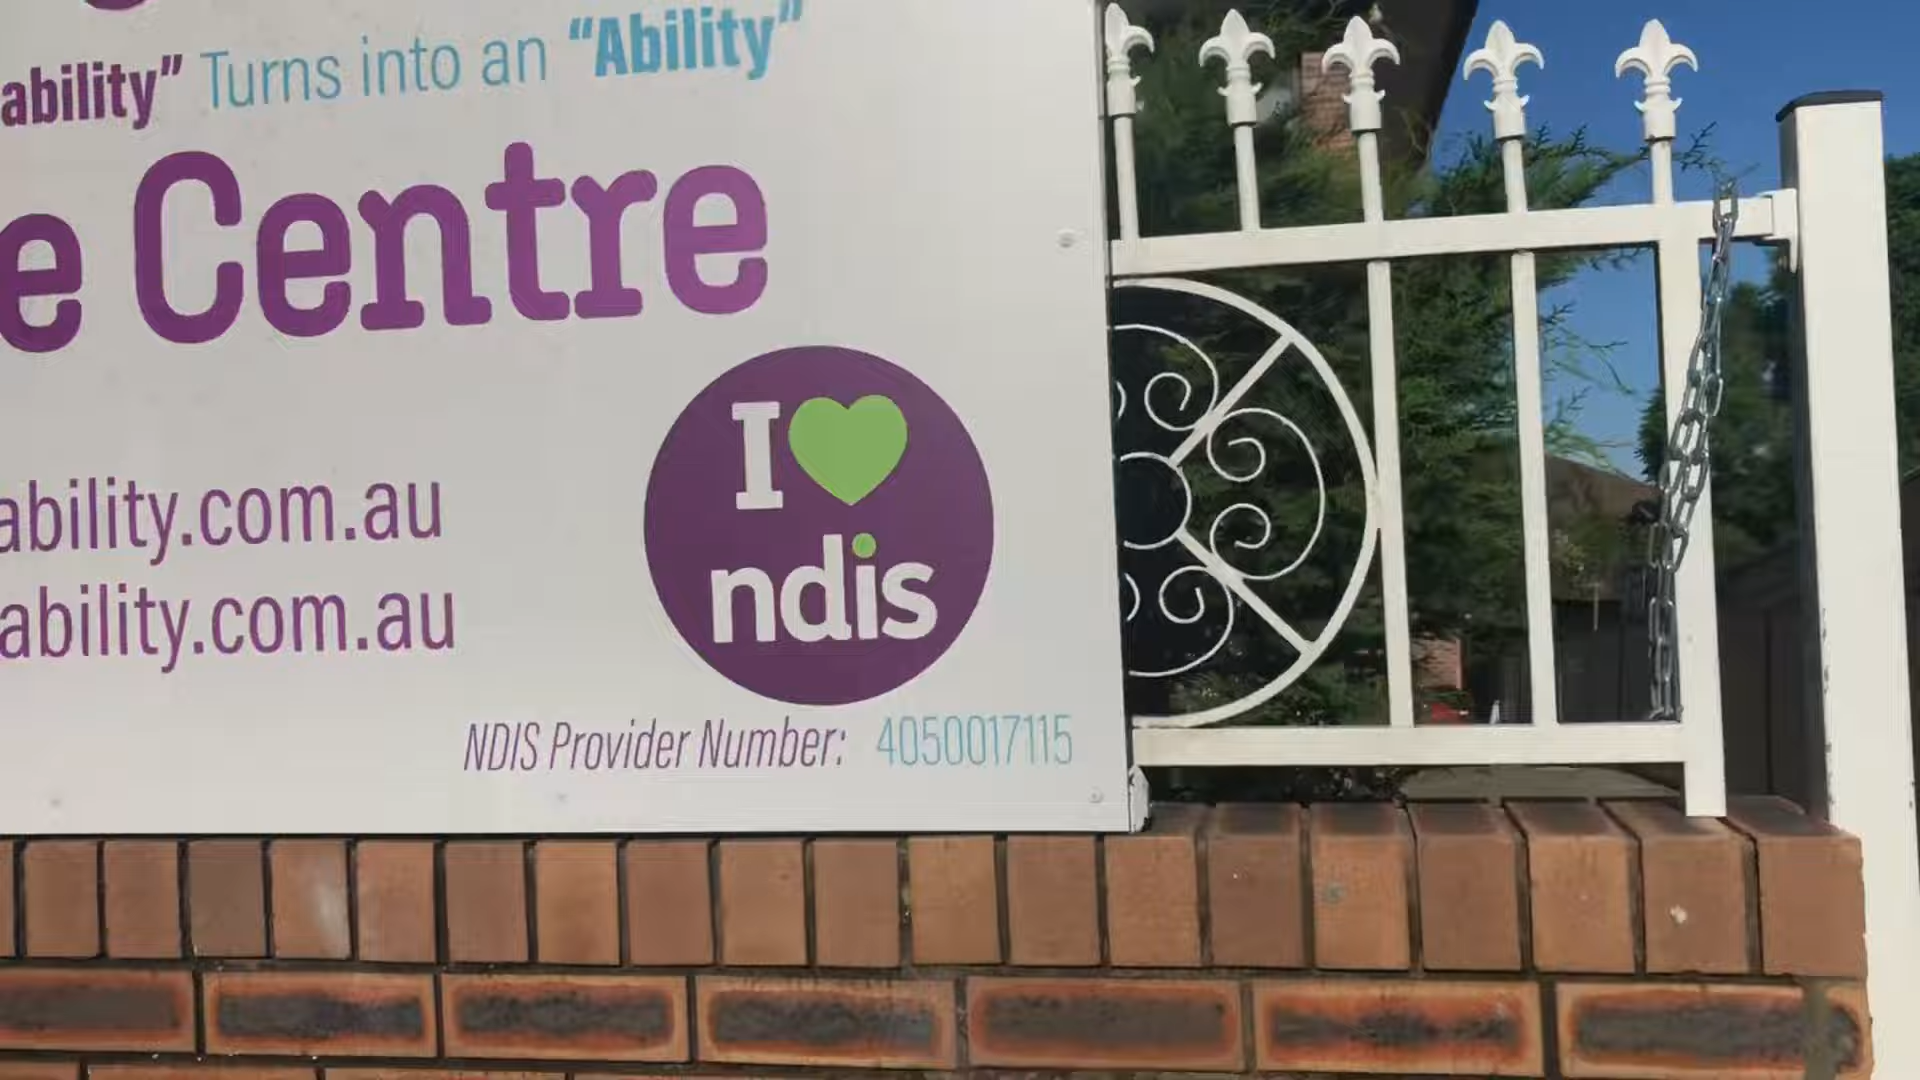 ability” Turns into an “Ability”
e Centre
ability.com.au
ability.com.au
I
ndis
NDIS Provider Number: 4050017115